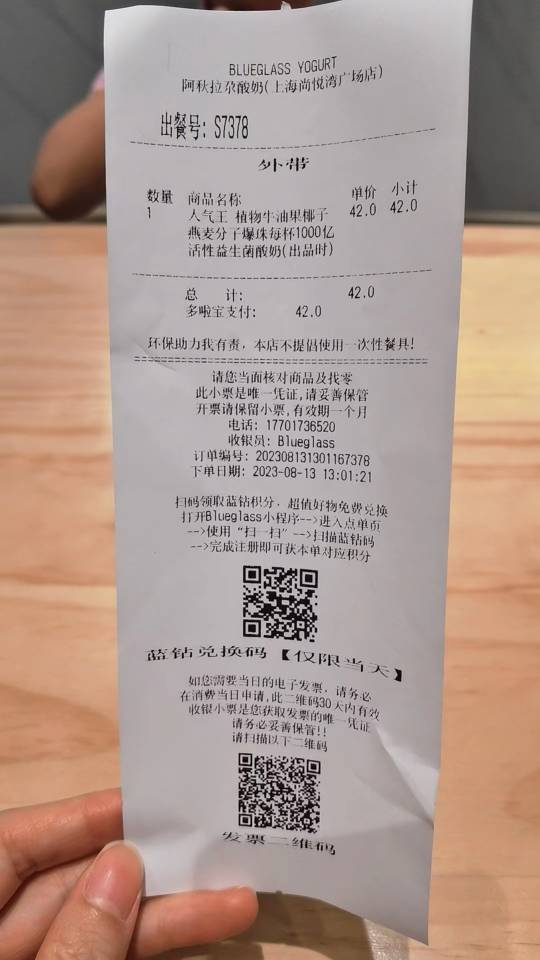 BLUEGLASS YOGURT
阿秋拉尕酸奶(上海尚悦湾广场店)
出餐号: S7378
外带
数量 商品名称 单价 小计
1 人气王 植物牛油果椰子 42.0 42.0
燕麦分子爆珠每杯1000亿
活性益生菌酸奶(出品时)
总 计: 42.0
多啦宝支付: 42.0
环保助力我有责，本店不提倡使用一次性餐具!
请您当面核对商品及找零
此小票是唯一凭证,请妥善保管
开票请保留小票,有效期一个月
电话: 17701736520
收银员: Blueglass
订单编号: 202308131301167378
下单日期: 2023-08-13 13:01:21
扫码领取蓝钻积分，超值好物免费兑换
打开Blueglass小程序-->进入点单页
-->使用"扫一扫"-->扫描蓝钻码
-->完成注册即可获本单对应积分
蓝钻兑换码【仅限当天】
如您需要当日的电子发票，请务必
在消费当日申请,此二维码30天内有效
收银小票是您获取发票的唯一凭证
请务必妥善保管!!
请扫描以下二维码
发票二维码